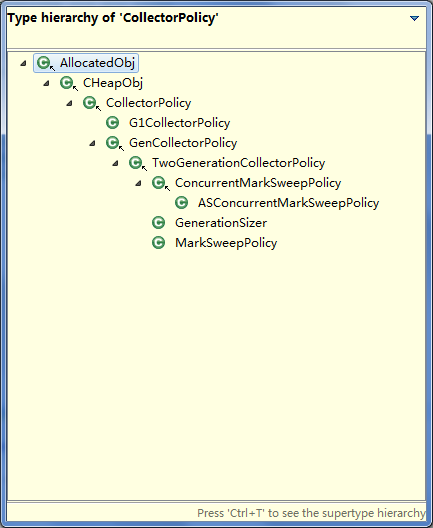 Type hierarchy of 'CollectorPolicy'
AllocatedObj
CHeapObj
CollectorPolicy
G1CollectorPolicy
GenCollectorPolicy
TwoGenerationCollectorPolicy
ConcurrentMarkSweepPolicy
ASConcurrentMarkSweepPolicy
GenerationSizer
MarkSweepPolicy
Press 'Ctrl+T' to see the supertype hierarchy